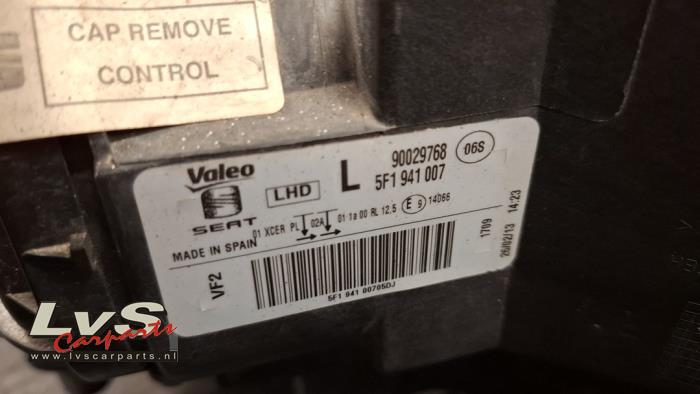 CAP REMOVE
CONTROL
Valeo
LHD
L
90029768
06S
5F1 941 007
SEAT
01 XCER PL 02A 01 1a 00 RL 12,5 E 9 14066
MADE IN SPAIN
VF2
1709
26/02/13 14:23
5F1 941 00705DJ
LvS
Carparts
www.lvscarparts.nl